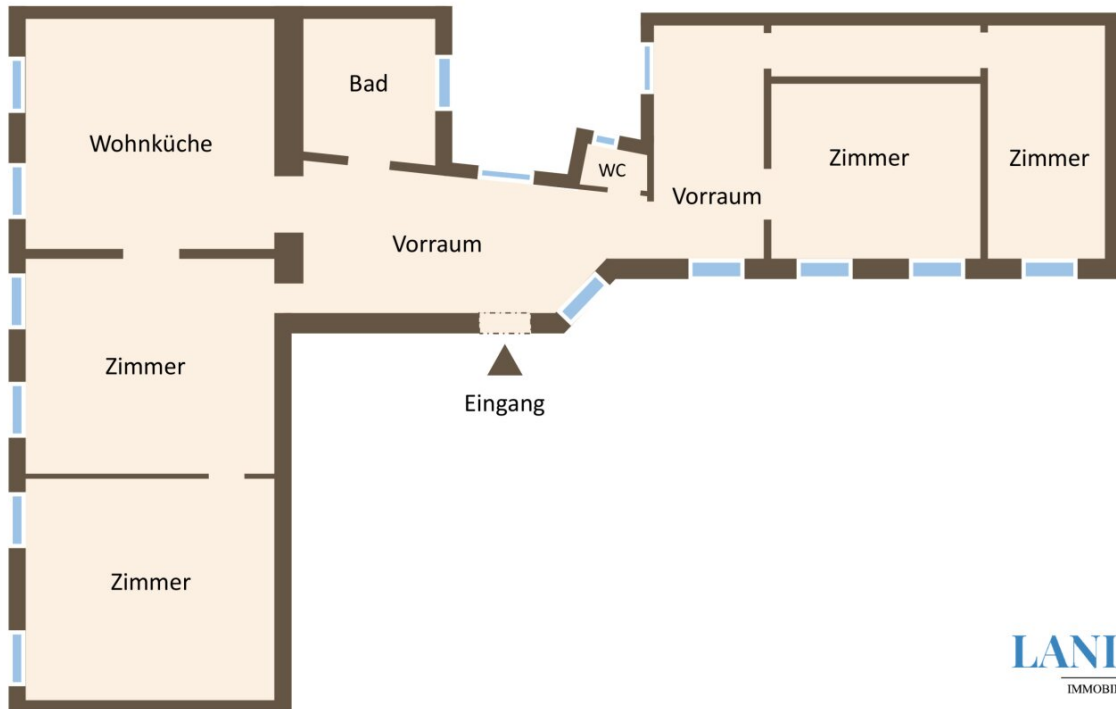 Wohnküche
Bad
WC
Zimmer
Zimmer
Vorraum
Vorraum
Zimmer
Eingang
Zimmer
LANI
IMMOBI